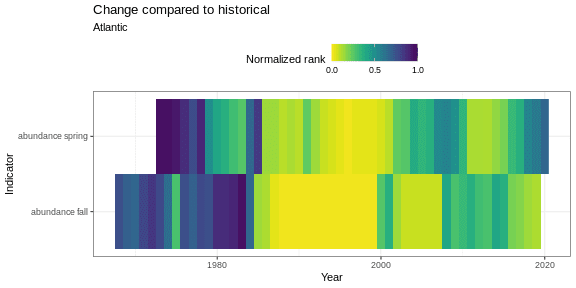 Change compared to historical
Atlantic
Normalized rank
0.0 0.5 1.0
abundance spring
abundance fall
Indicator
1980 2000 2020
Year